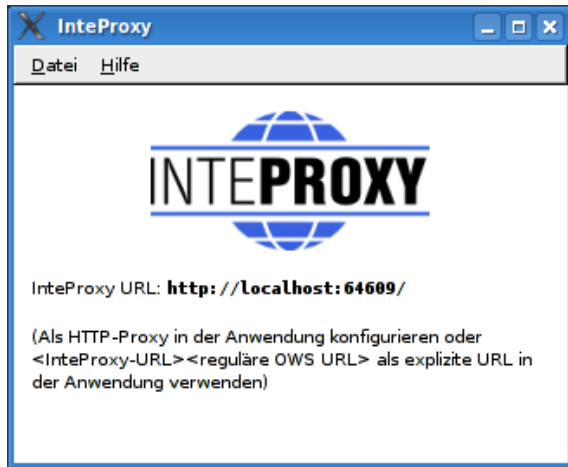 InteProxy
Datei Hilfe
INTEPROXY
InteProxy URL: http://localhost:64609/
(Als HTTP-Proxy in der Anwendung konfigurieren oder
<InteProxy-URL><reguläre OWS URL> als explizite URL in
der Anwendung verwenden)